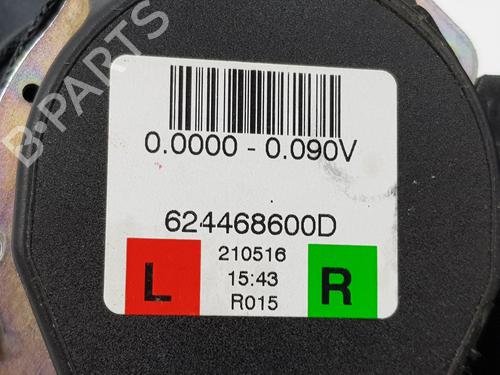 B-PARTS
0.0000 - 0.090V
624468600D
L
210516
R
15:43
R015